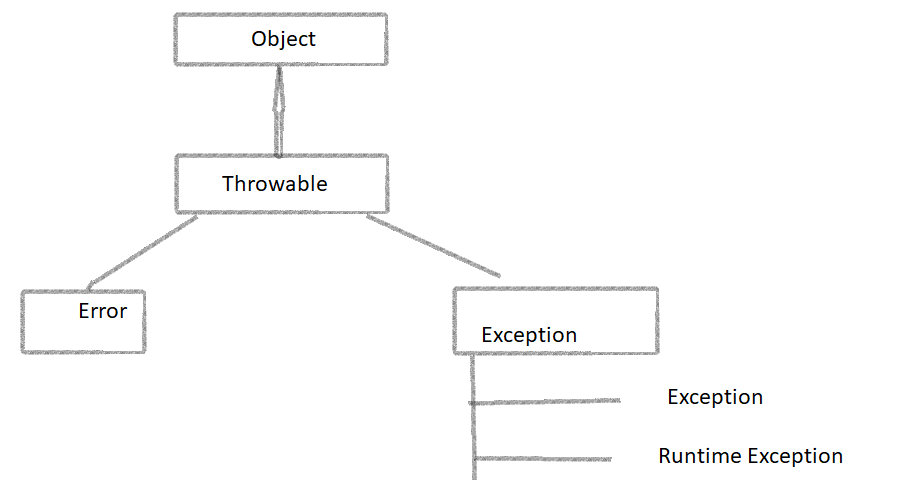 Object
Throwable
Error
Exception
Exception
Runtime Exception